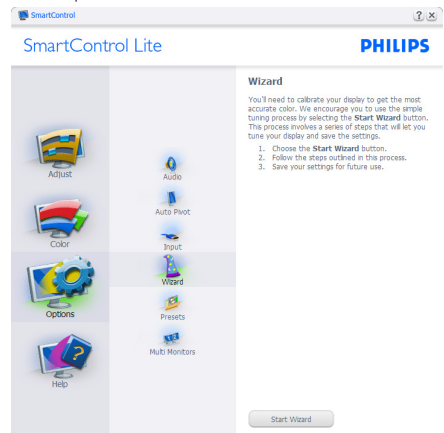 SmartControl
? x
SmartControl Lite
PHILIPS
Adjust
Color
Options
Help
Audio
Auto Pivot
Input
Wizard
Presets
Multi Monitors
Wizard
You'll need to calibrate your display to get the most
accurate color. We encourage you to use the simple
tuning process by selecting the Start Wizard button.
This process involves a series of steps that will let you
tune your display and save the settings.
1. Choose the Start Wizard button.
2. Follow the steps outlined in this process.
3. Save your settings for future use.
Start Wizard